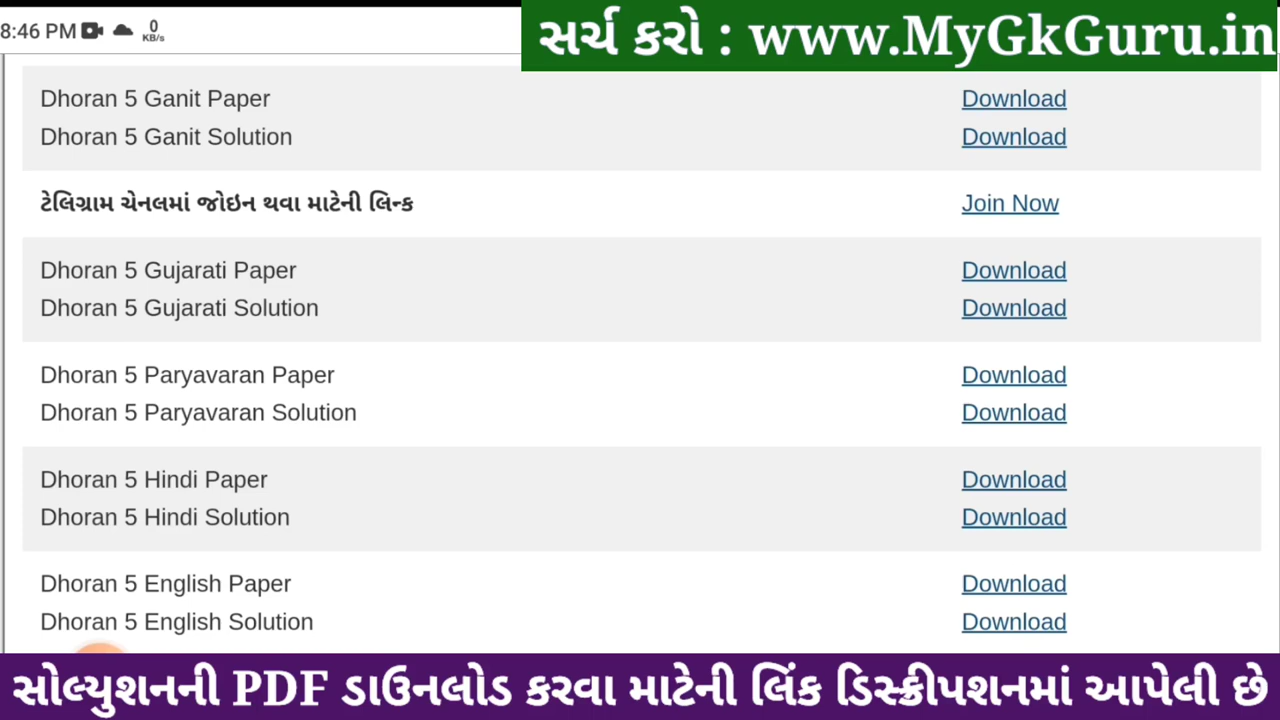 8:46 PM 0 KB/s
સર્ચ કરો : www.MyGkGuru.in
Dhoran 5 Ganit Paper Download
Dhoran 5 Ganit Solution Download
ટેલિગ્રામ ચેનલમાં જોઇન થવા માટેની લિન્ક Join Now
Dhoran 5 Gujarati Paper Download
Dhoran 5 Gujarati Solution Download
Dhoran 5 Paryavaran Paper Download
Dhoran 5 Paryavaran Solution Download
Dhoran 5 Hindi Paper Download
Dhoran 5 Hindi Solution Download
Dhoran 5 English Paper Download
Dhoran 5 English Solution Download
સોલ્યુશનની PDF ડાઉનલોડ કરવા માટેની લિંક ડિસ્ક્રીપશનમાં આપેલી છે